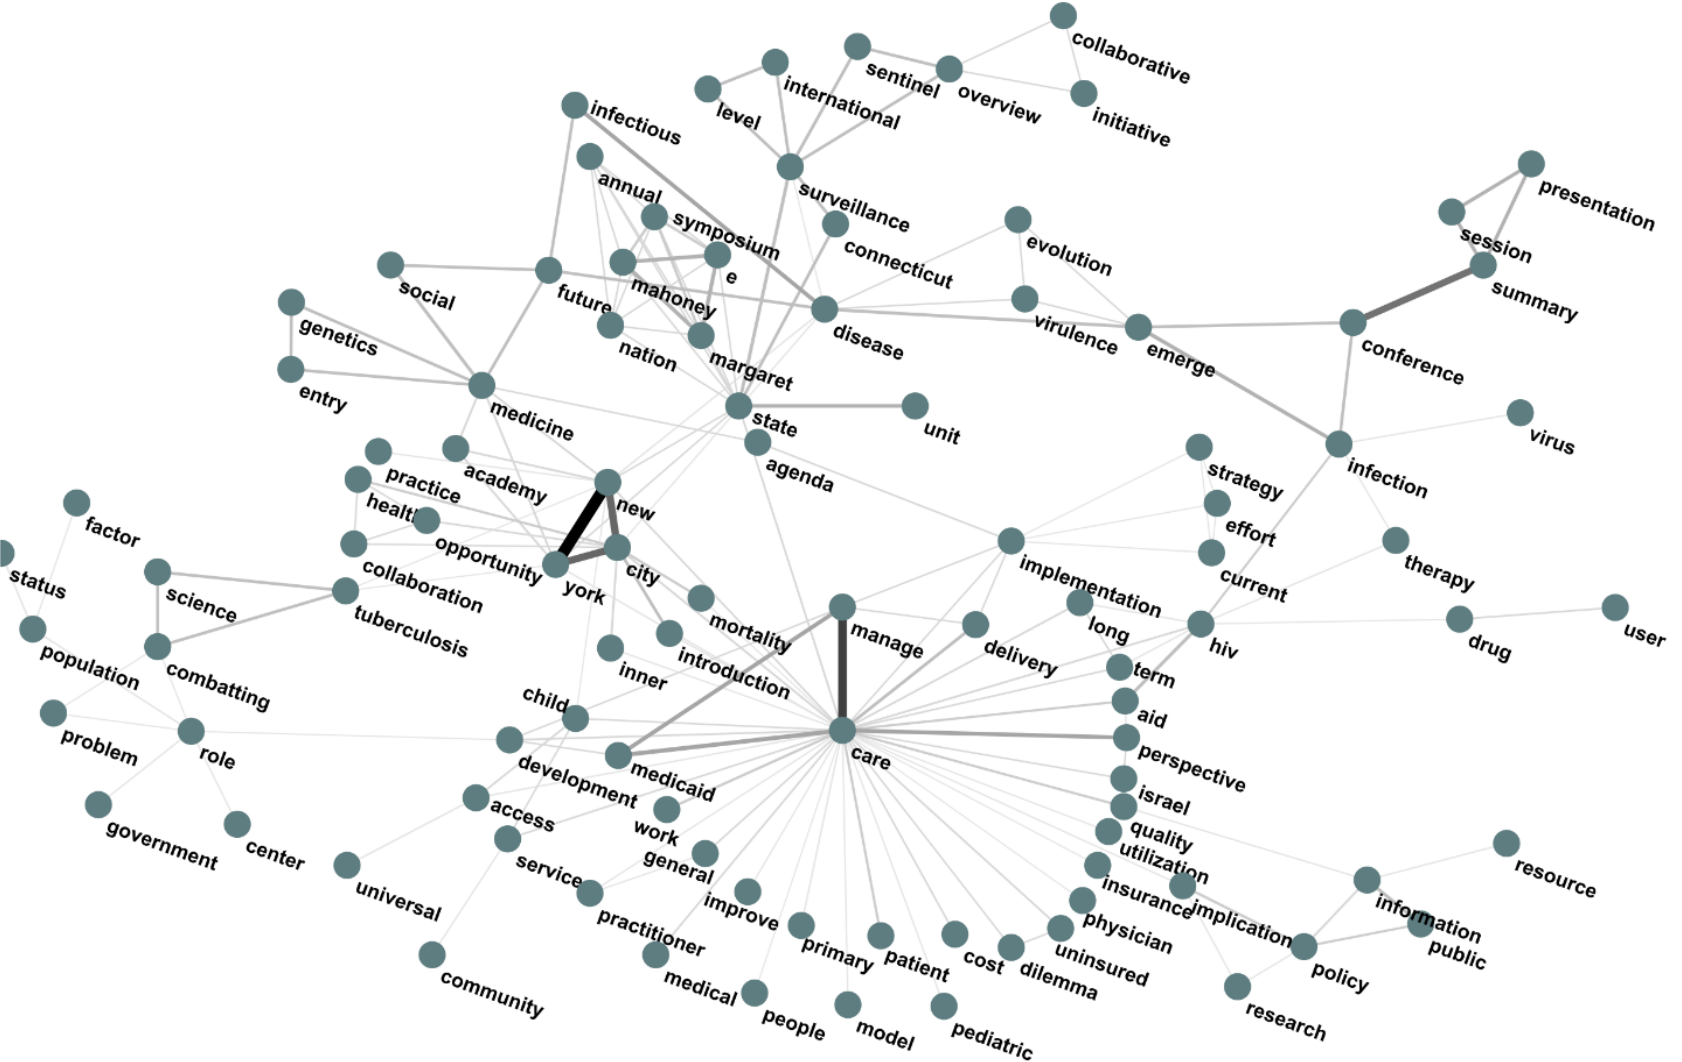 collaborative
sentinel
overview
international
initiative
level
infectious
presentation
annual
surveillance
symposium
session
connecticut
evolution
e
social
mahoney
summary
future
genetics
virulence
disease
nation
emerge
margaret
conference
entry
medicine
state
unit
virus
agenda
academy
practice
strategy
infection
health
new
effort
factor
opportunity
city
implementation
therapy
status
collaboration
york
current
science
mortality
long
user
tuberculosis
manage
delivery
hiv
drug
population
introduction
inner
term
combatting
child
aid
problem
role
care
perspective
development
medicaid
israel
access
work
quality
government
center
general
utilization
service
resource
universal
improve
insurance
implication
information
practitioner
primary
patient
physician
public
community
medical
cost
dilemma
uninsured
policy
people
model
pediatric
research